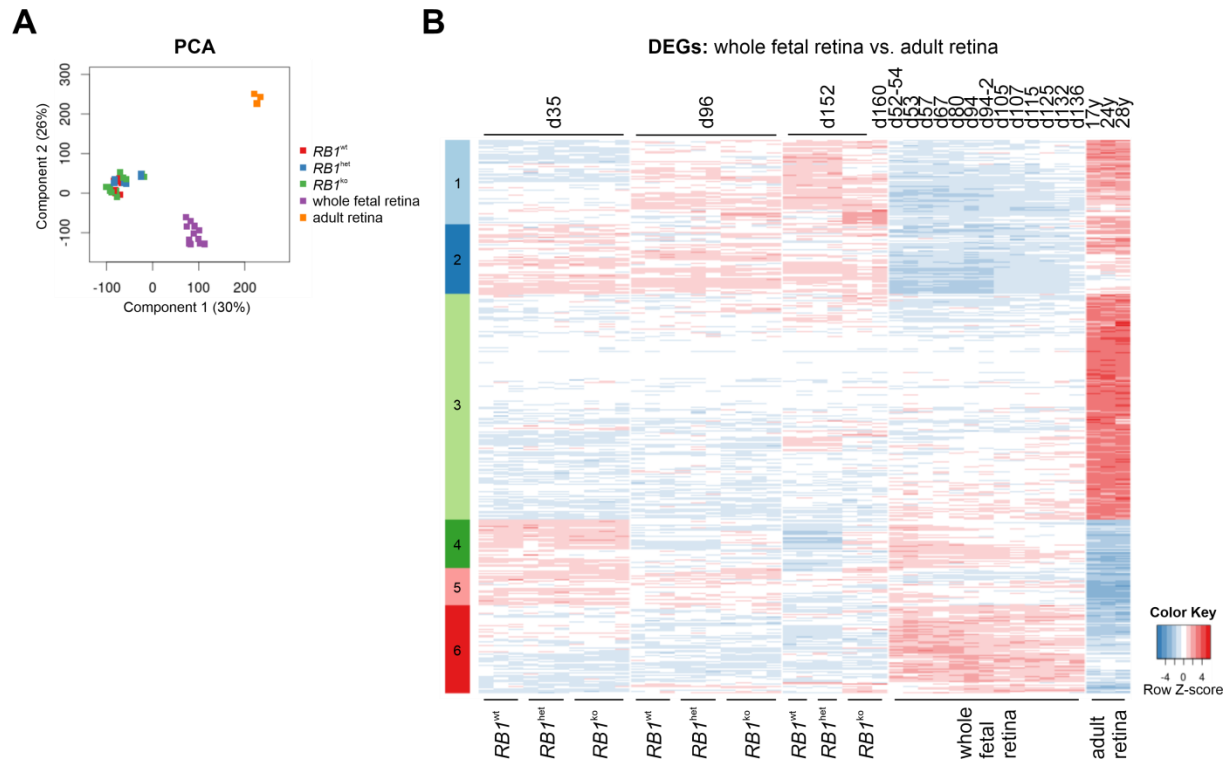 A
PCA
Component 2 (26%)
300
200
100
0
-100
-100
0
100
200
Component 1 (30%)
RB1wt
RB1het
RB1ko
whole fetal retina
adult retina
B
DEGs: whole fetal retina vs. adult retina
d35
d96
d152
d160
d52-54
d53
d57
d67
d80
d94
d94-2
d105
d107
d115
d125
d132
d136
17y
24y
28y
1
2
3
4
5
6
RB1wt
RB1het
RB1ko
RB1wt
RB1het
RB1ko
RB1wt
RB1het
RB1ko
whole
fetal
retina
adult
retina
Color Key
-4 0 4
Row Z-score